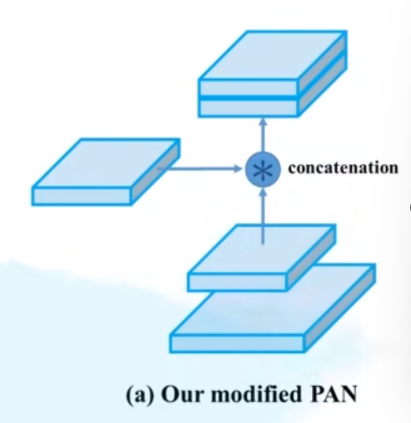 concatenation
(a) Our modified PAN